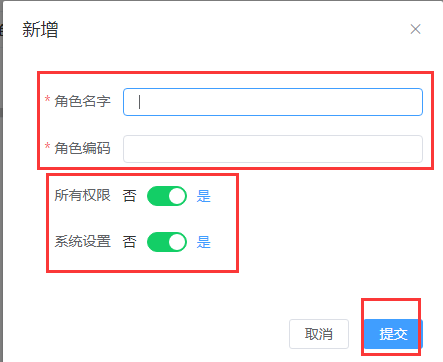 新增
* 角色名字
* 角色编码
所有权限 否 是
系统设置 否 是
取消 提交